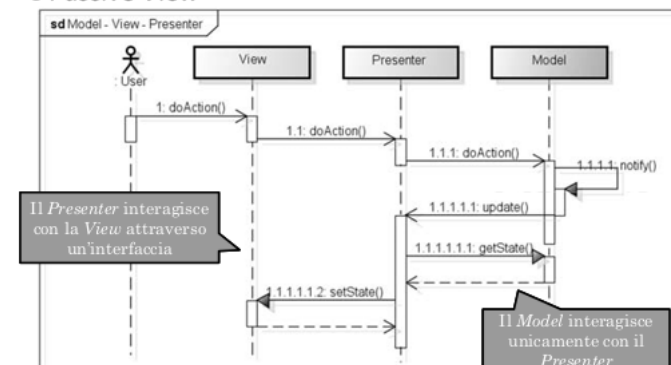 sd Model - View - Presenter
View
Presenter
Model
: User
1: doAction()
1.1: doAction()
1.1.1: doAction()
1.1.1.1: notify()
Il Presenter interagisce
con la View attraverso
un'interfaccia
1.1.1.1.1: update()
1.1.1.1.1.1: getState()
1.1.1.1.1.2: setState()
Il Model interagisce
unicamente con il
Presenter